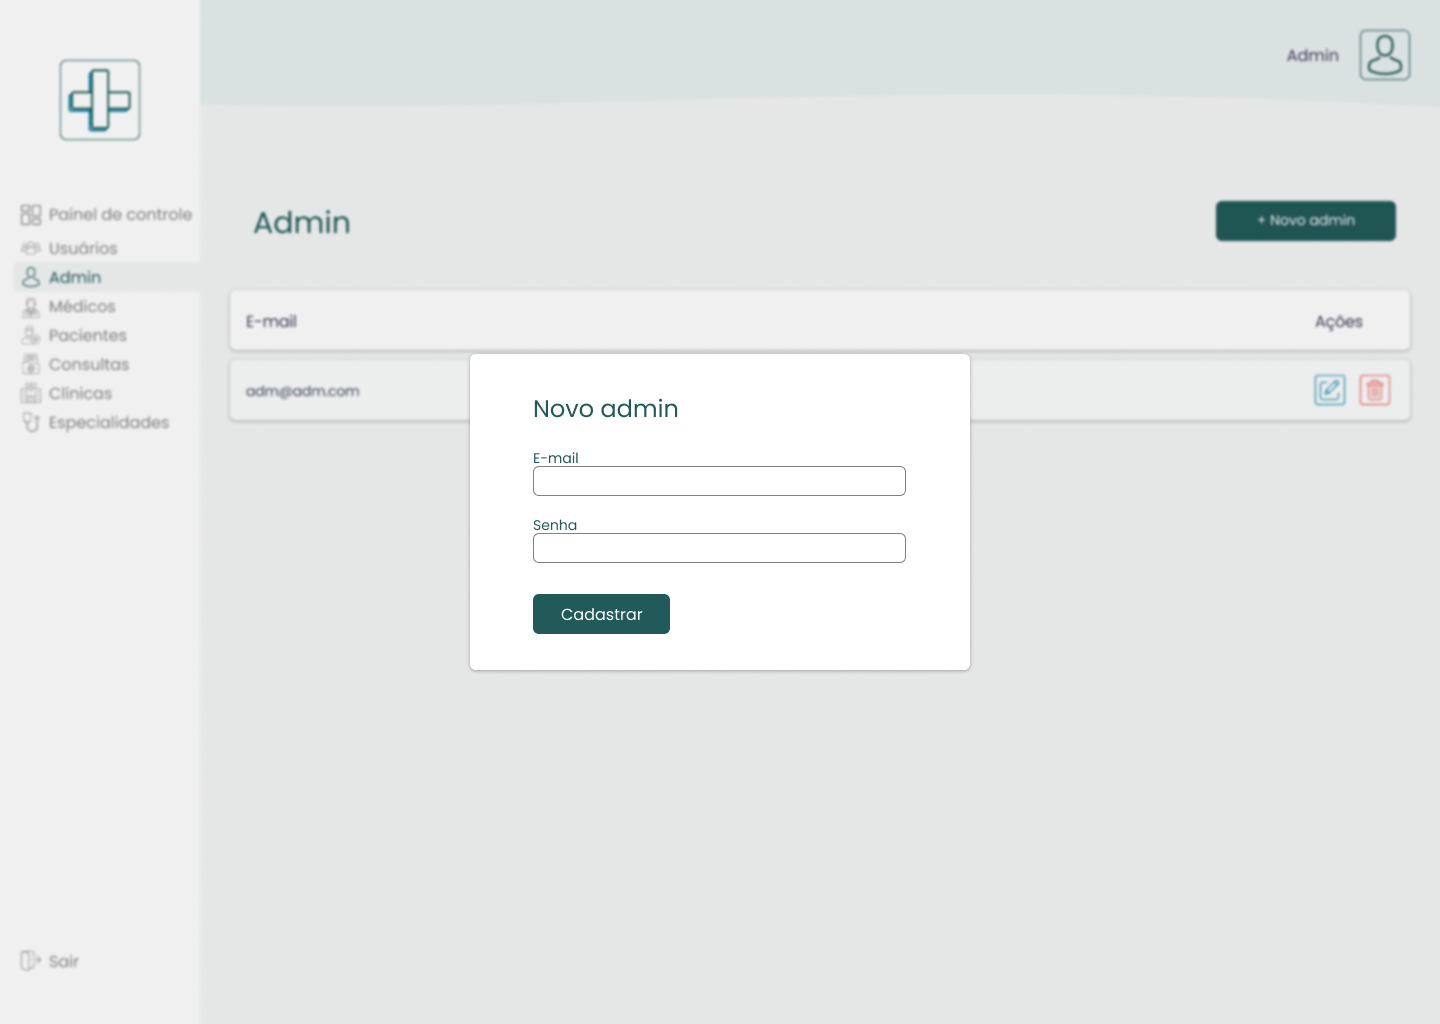 Admin
Painel de controle
Usuários
Admin
Médicos
Pacientes
Consultas
Clínicas
Especialidades
Sair
Admin
+ Novo admin
E-mail
Ações
adm@adm.com
Novo admin
E-mail
Senha
Cadastrar